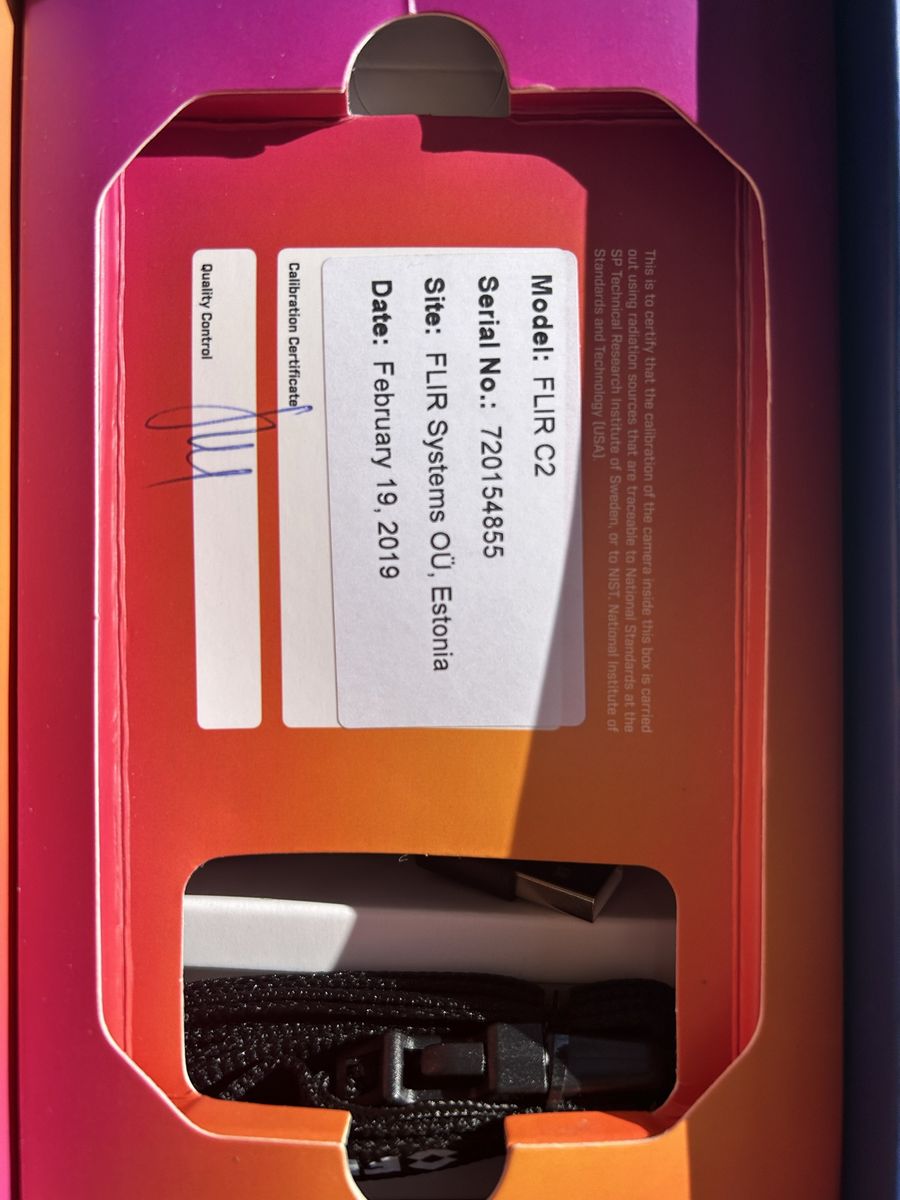 This is to certify that the calibration of the camera inside this box is carried
out using radiation sources that are traceable to National Standards at the
SP Technical Research Institute of Sweden, or to NIST, National Institute of
Standards and Technology (USA).
Model: FLIR C2
Serial No.: 720154855
Site: FLIR Systems OÜ, Estonia
Date: February 19, 2019
Calibration Certificate
Quality Control